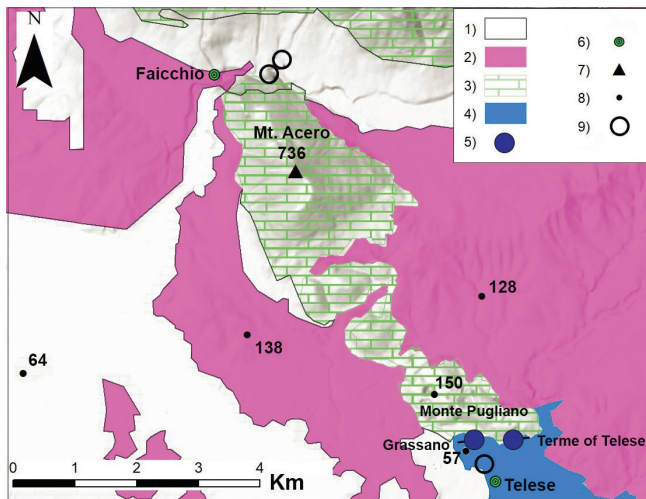 N
Faicchio
Mt. Acero
736
128
138
64
150
Monte Pugliano
Grassano
Terme of Telese
57
Telese
0 1 2 3 4
Km
1)
2)
3)
4)
5)
6)
7)
8)
9)